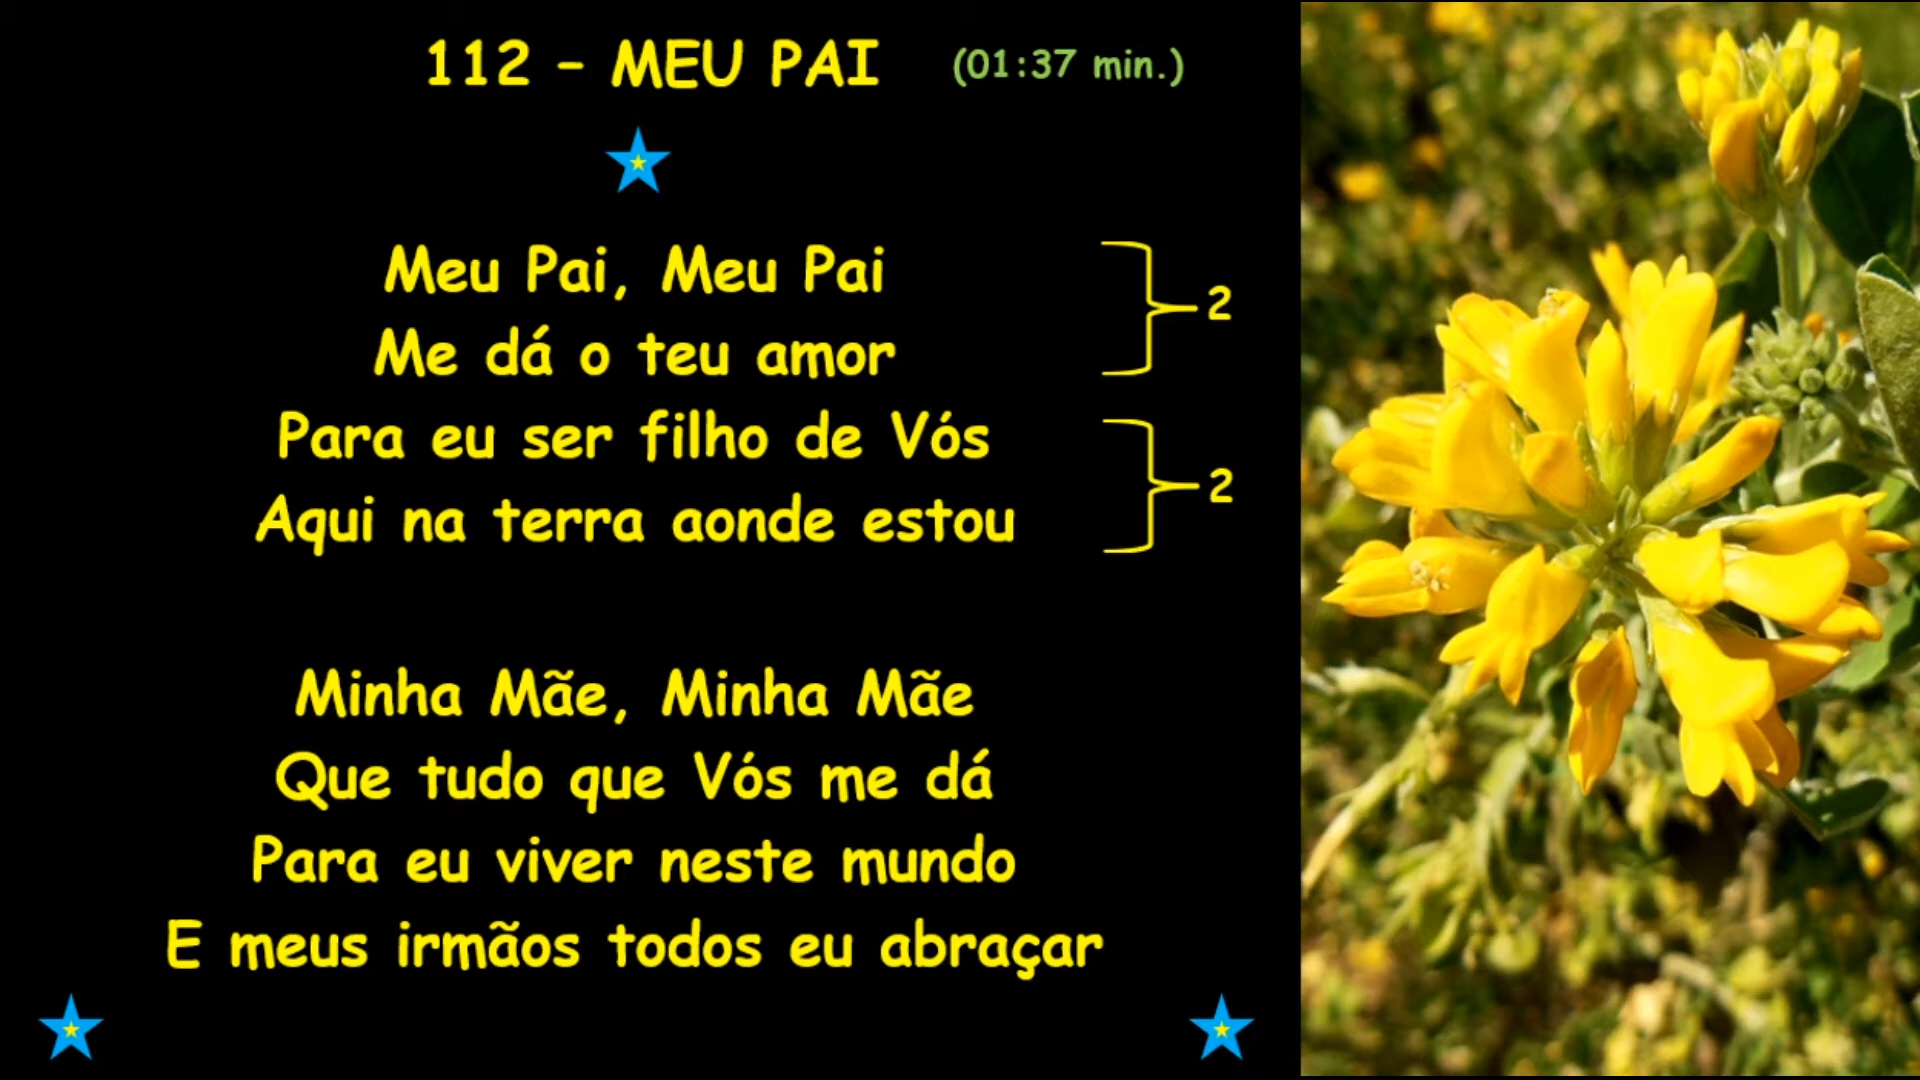 112 – MEU PAI (01:37 min.)
Meu Pai, Meu Pai
Me dá o teu amor
2
Para eu ser filho de Vós
Aqui na terra aonde estou
2
Minha Mãe, Minha Mãe
Que tudo que Vós me dá
Para eu viver neste mundo
E meus irmãos todos eu abraçar